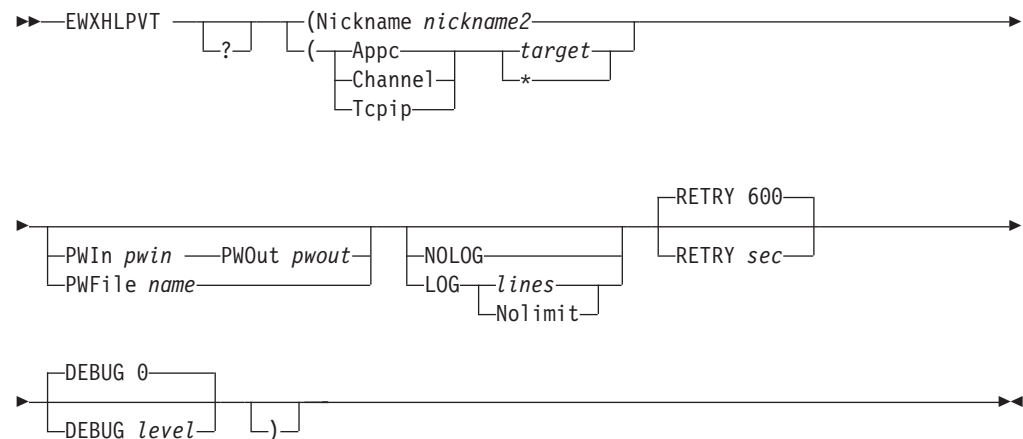 EWXHLPVT (Nickname nickname2
? ( Appc target
Channel *
Tcpip
RETRY 600
PWIn pwin PWOut pwout NOLOG RETRY sec
PWFile name LOG lines
Nolimit
DEBUG 0
DEBUG level )